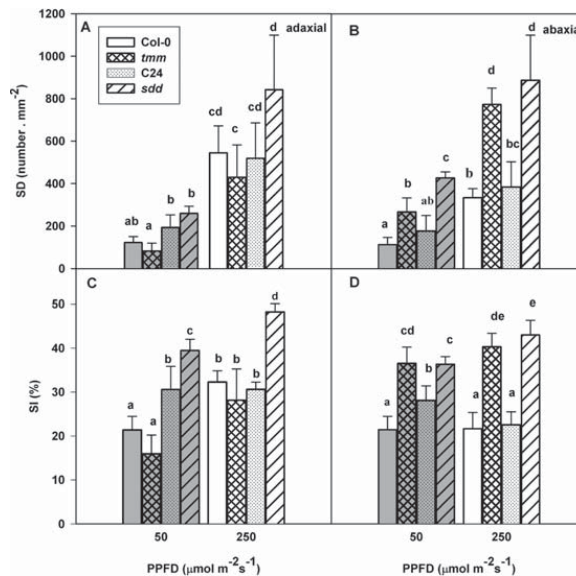 A
adaxial
B
abaxial
Col-0
tmm
C24
sdd
SD (number . mm⁻²)
1200
1000
800
600
400
200
0
ab
a
b
b
cd
c
cd
d
a
b
ab
c
b
d
bc
d
C
D
SI (%)
50
40
30
20
10
0
a
a
b
c
b
b
b
d
a
cd
b
c
a
de
a
e
50
250
50
250
PPFD (μmol m⁻²s⁻¹)
PPFD (μmol m⁻²s⁻¹)